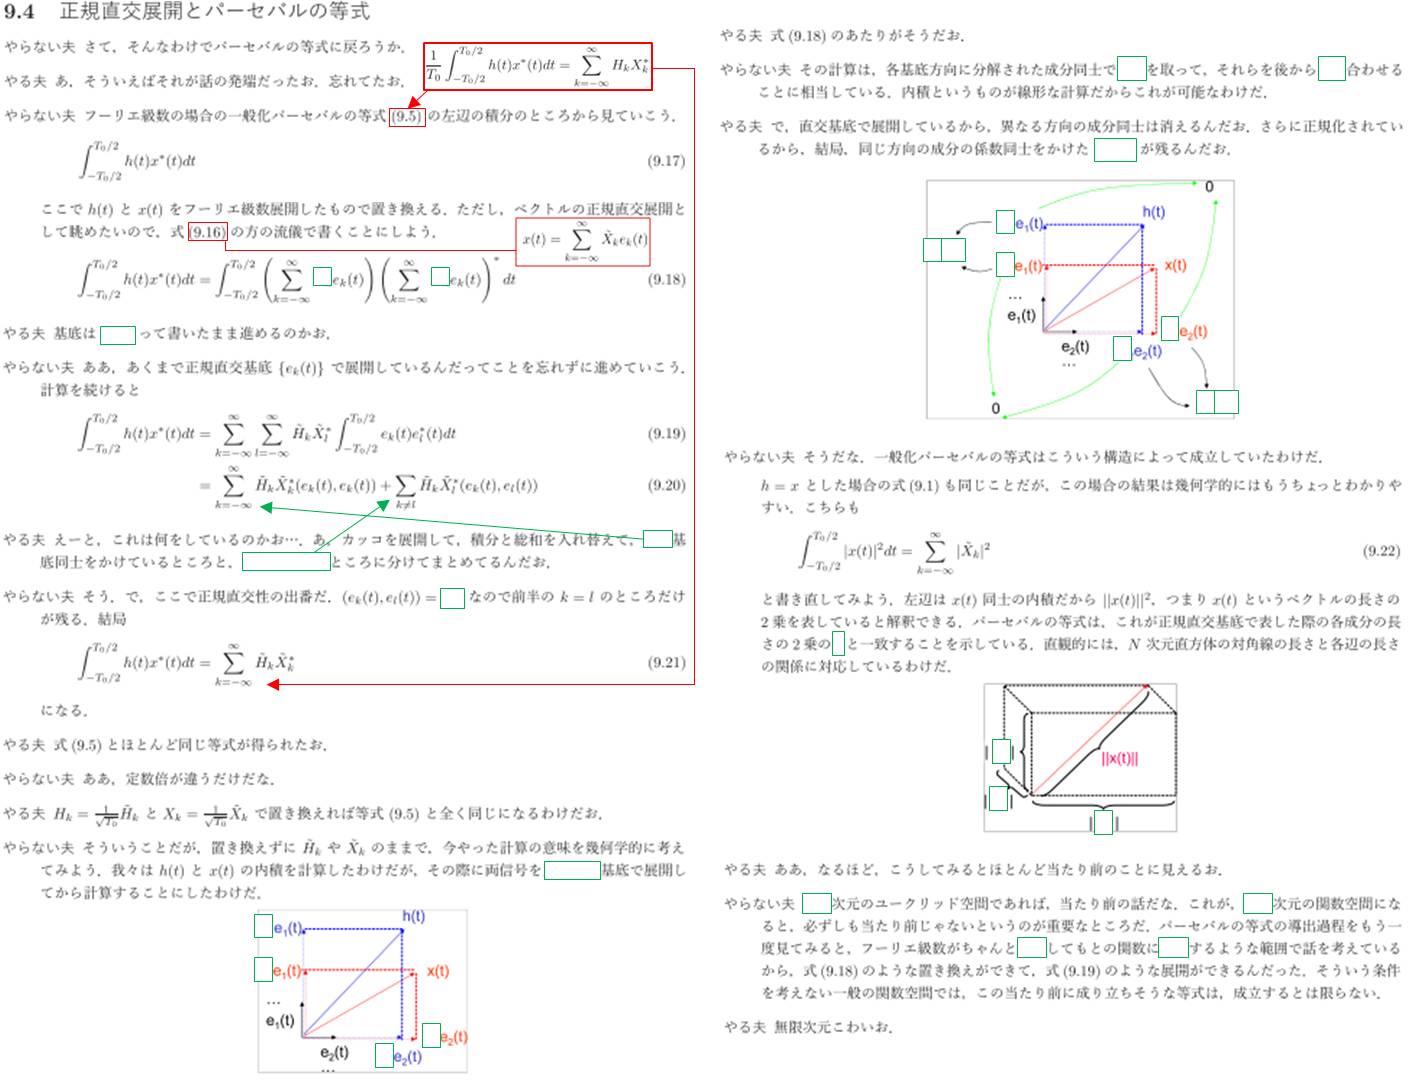 9.4 正規直交展開とパーセバルの等式
やらない夫 さて，そんなわけでパーセバルの等式に戻ろうか．
\frac{1}{T_0}\int_{-T_0/2}^{T_0/2} h(t)x^*(t)dt = \sum_{k=-\infty}^{\infty} H_k X_k^*
やる夫 あ，そういえばそれが話の発端だったお．忘れてたお．
やらない夫 フーリエ級数の場合の一般化パーセバルの等式 (9.5) の左辺の積分のところから見ていこう．
\int_{-T_0/2}^{T_0/2} h(t)x^*(t)dt (9.17)
ここで h(t) と x(t) をフーリエ級数展開したもので置き換える．ただし，ベクトルの正規直交展開と
して眺めたいので，式 (9.16) の方の流儀で書くことにしよう．
x(t) = \sum_{k=-\infty}^{\infty} \tilde{X}_k e_k(t)
\int_{-T_0/2}^{T_0/2} h(t)x^*(t)dt = \int_{-T_0/2}^{T_0/2} \left( \sum_{k=-\infty}^{\infty} □ e_k(t) \right) \left( \sum_{k=-\infty}^{\infty} □ e_k(t) \right)^* dt (9.18)
やる夫 基底は □ って書いたまま進めるのかお．
やらない夫 ああ，あくまで正規直交基底 {e_k(t)} で展開しているんだってことを忘れずに進めていこう．
計算を続けると
\int_{-T_0/2}^{T_0/2} h(t)x^*(t)dt = \sum_{k=-\infty}^{\infty} \sum_{l=-\infty}^{\infty} \tilde{H}_k \tilde{X}_l^* \int_{-T_0/2}^{T_0/2} e_k(t)e_l^*(t)dt (9.19)
= \sum_{k=-\infty}^{\infty} \tilde{H}_k \tilde{X}_k^* (e_k(t), e_k(t)) + \sum_{k≠l} \tilde{H}_k \tilde{X}_l^* (e_k(t), e_l(t)) (9.20)
やる夫 えーと，これは何をしているのかお…．あ，カッコを展開して，積分と総和を入れ替えて，□基
底同士をかけているところと，□ところに分けてまとめてるんだお．
やらない夫 そう．で，ここで正規直交性の出番だ．(e_k(t), e_l(t)) = □ なので前半の k = l のところだけ
が残る．結局
\int_{-T_0/2}^{T_0/2} h(t)x^*(t)dt = \sum_{k=-\infty}^{\infty} \tilde{H}_k \tilde{X}_k^* (9.21)
になる．
やる夫 式 (9.5) とほとんど同じ等式が得られたお．
やらない夫 ああ，定数倍が違うだけだな．
やる夫 H_k = \frac{1}{\sqrt{T_0}} \tilde{H}_k と X_k = \frac{1}{\sqrt{T_0}} \tilde{X}_k で置き換えれば等式 (9.5) と全く同じになるわけだお．
やらない夫 そういうことだが，置き換えずに \tilde{H}_k や \tilde{X}_k のままで，今やった計算の意味を幾何学的に考え
てみよう．我々は h(t) と x(t) の内積を計算したわけだが，その際に両信号を □ 基底で展開し
てから計算することにしたわけだ．
h(t)
e₁(t)
e₁(t)
x(t)
…
e₁(t)
e₂(t)
e₂(t)
e₂(t)
…
やる夫 式 (9.18) のあたりがそうだお．
やらない夫 その計算は，各基底方向に分解された成分同士で □ を取って，それらを後から □ 合わせる
ことに相当している．内積というものが線形な計算だからこれが可能なわけだ．
やる夫 で，直交基底で展開しているから，異なる方向の成分同士は消えるんだお．さらに正規化されてい
るから，結局，同じ方向の成分の係数同士をかけた □ が残るんだお．
0
h(t)
e₁(t)
e₁(t)
x(t)
…
e₁(t)
e₂(t)
e₂(t)
e₂(t)
…
0
やらない夫 そうだな．一般化パーセバルの等式はこういう構造によって成立していたわけだ．
h = x とした場合の式 (9.1) も同じことだが，この場合の結果は幾何学的にはもうちょっとわかりや
すい．こちらも
\int_{-T_0/2}^{T_0/2} |x(t)|^2 dt = \sum_{k=-\infty}^{\infty} |\tilde{X}_k|^2 (9.22)
と書き直してみよう．左辺は x(t) 同士の内積だから ||x(t)||²，つまり x(t) というベクトルの長さの
2 乗を表していると解釈できる．パーセバルの等式は，これが正規直交基底で表した際の各成分の長
さの 2 乗の□と一致することを示している．直観的には，N 次元直方体の対角線の長さと各辺の長さ
の関係に対応しているわけだ．
||x(t)||
| |
| |
| |
やる夫 ああ，なるほど，こうしてみるとほとんど当たり前のことに見えるお．
やらない夫 □次元のユークリッド空間であれば，当たり前の話だな．これが，□次元の関数空間にな
ると，必ずしも当たり前じゃないというのが重要なところだ．パーセバルの等式の導出過程をもう一
度見てみると，フーリエ級数がちゃんと□してもとの関数に□するような範囲で話を考えている
から，式 (9.18) のような置き換えができて，式 (9.19) のような展開ができるんだった．そういう条件
を考えない一般の関数空間では，この当たり前に成り立ちそうな等式は，成立するとは限らない．
やる夫 無限次元こわいお．